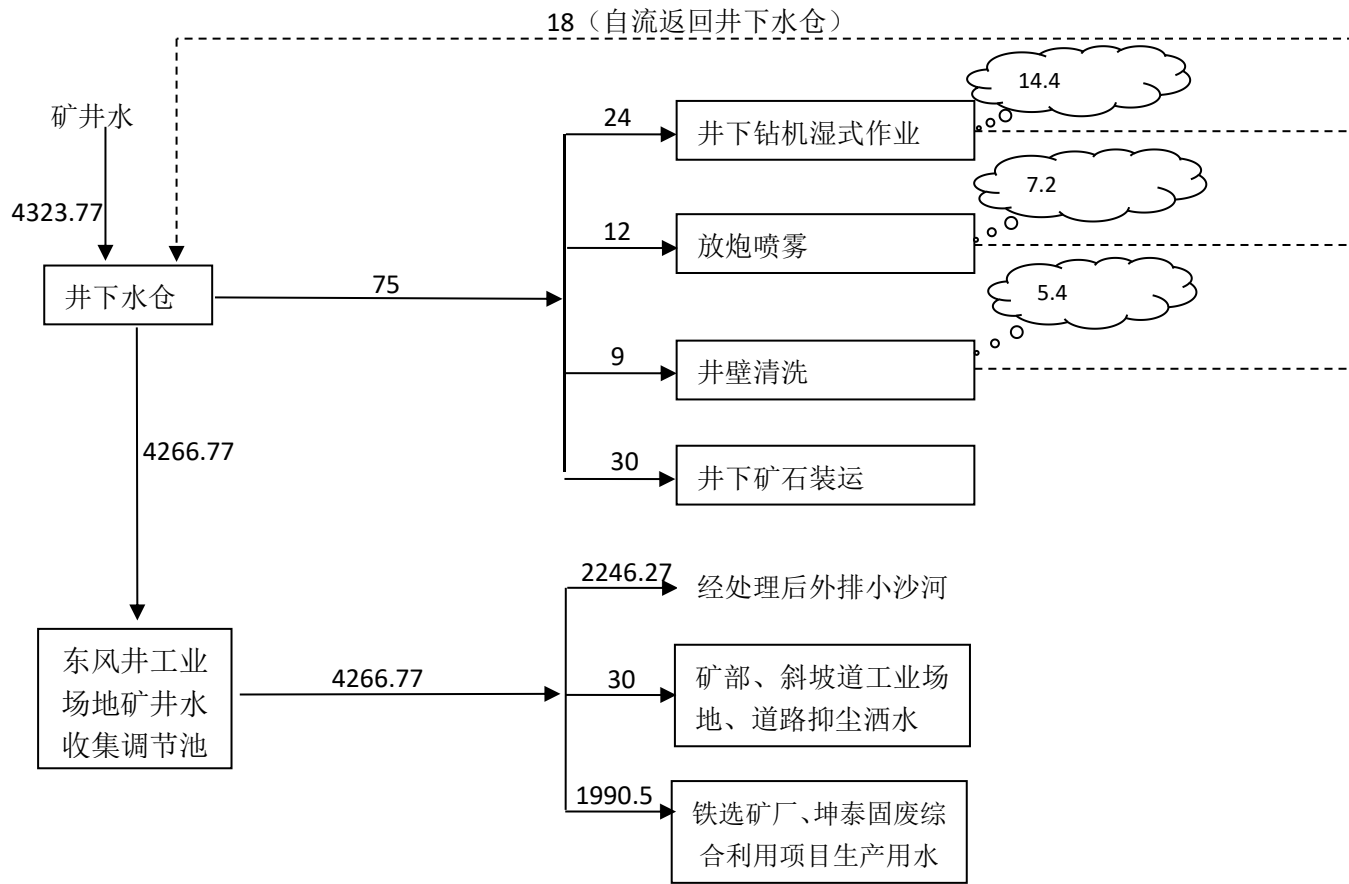 18（自流返回井下水仓）
14.4
矿井水
24
井下钻机湿式作业
7.2
4323.77
12
放炮喷雾
井下水仓
75
5.4
9
井壁清洗
4266.77
30
井下矿石装运
2246.27
经处理后外排小沙河
东风井工业
场地矿井水
收集调节池
4266.77
30
矿部、斜坡道工业场
地、道路抑尘洒水
1990.5
铁选矿厂、坤泰固废综
合利用项目生产用水